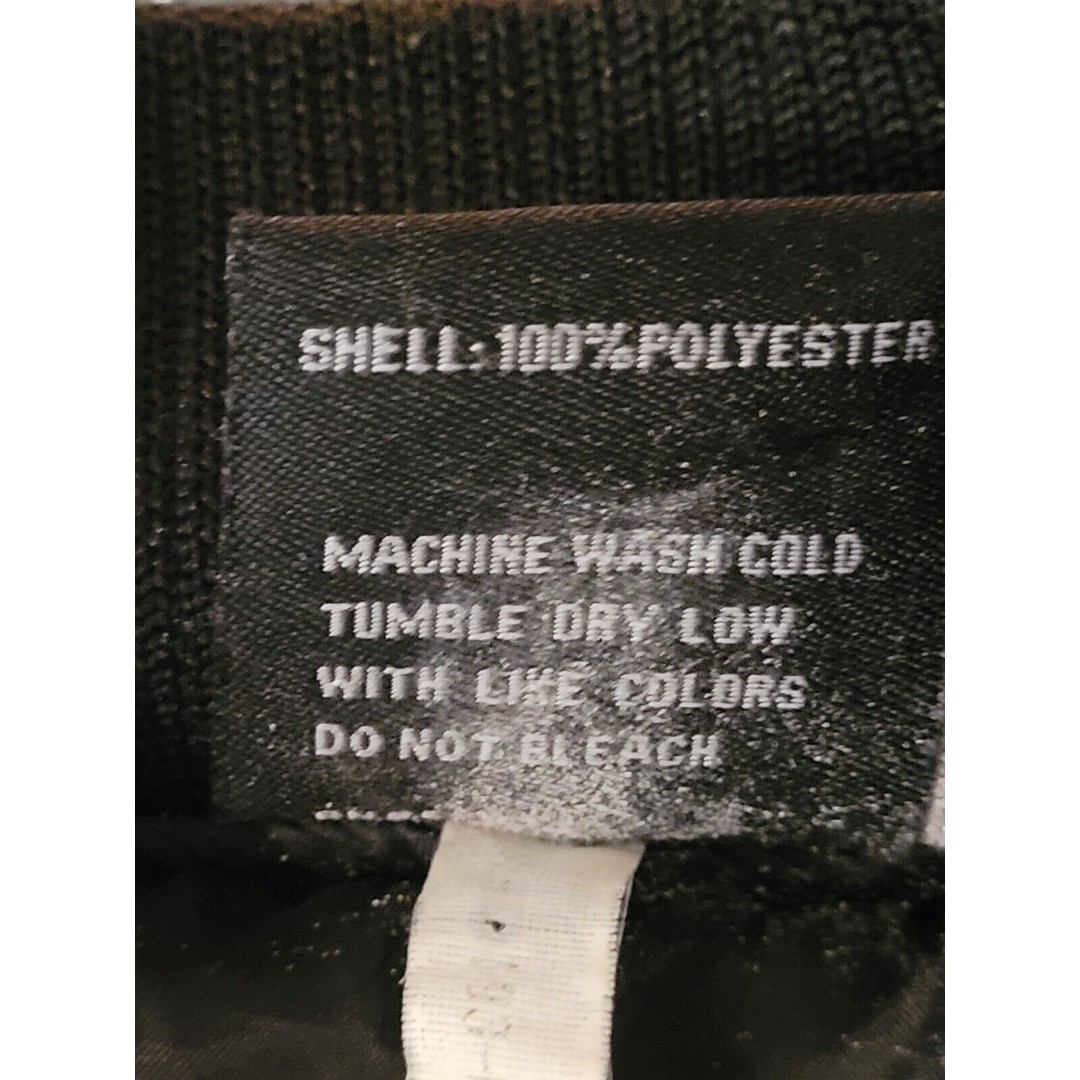 SHELL: 100% POLYESTER
MACHINE WASH COLD
TUMBLE DRY LOW
WITH LIKE COLORS
DO NOT BLEACH